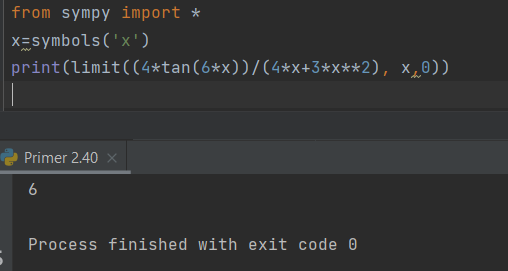 from sympy import *
x=symbols('x')
print(limit((4*tan(6*x))/(4*x+3*x**2), x,0))
Primer 2.40 ×
6
Process finished with exit code 0